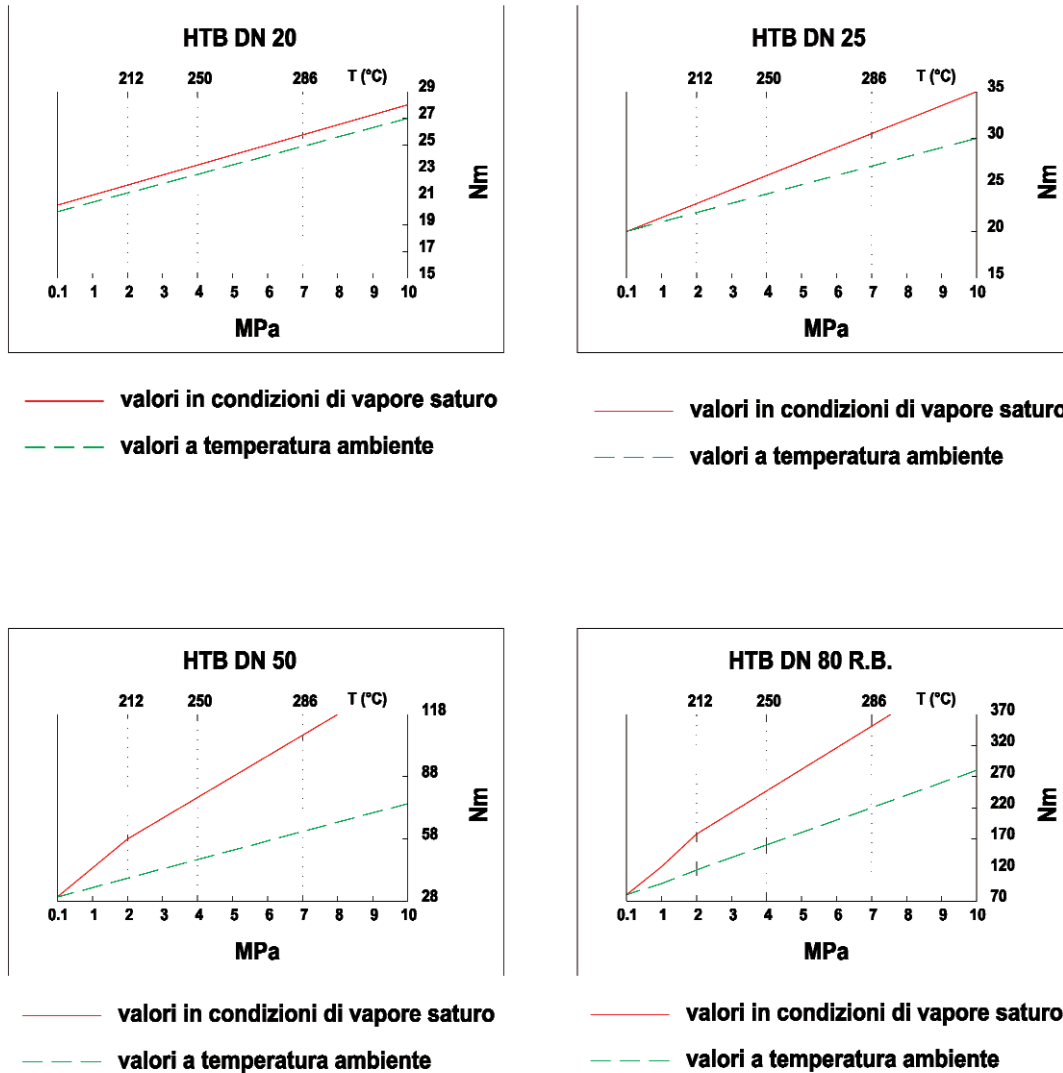 HTB DN 20
212 250 286 T (°C)
29
27
25
23
21
19
17
15
Nm
0.1 1 2 3 4 5 6 7 8 9 10
MPa
valori in condizioni di vapore saturo
valori a temperatura ambiente
HTB DN 25
212 250 286 T (°C)
35
30
25
20
15
Nm
0.1 1 2 3 4 5 6 7 8 9 10
MPa
valori in condizioni di vapore saturo
valori a temperatura ambiente
HTB DN 50
212 250 286 T (°C)
118
88
58
28
Nm
0.1 1 2 3 4 5 6 7 8 9 10
MPa
valori in condizioni di vapore saturo
valori a temperatura ambiente
HTB DN 80 R.B.
212 250 286 T (°C)
370
320
270
220
170
120
70
Nm
0.1 1 2 3 4 5 6 7 8 9 10
MPa
valori in condizioni di vapore saturo
valori a temperatura ambiente